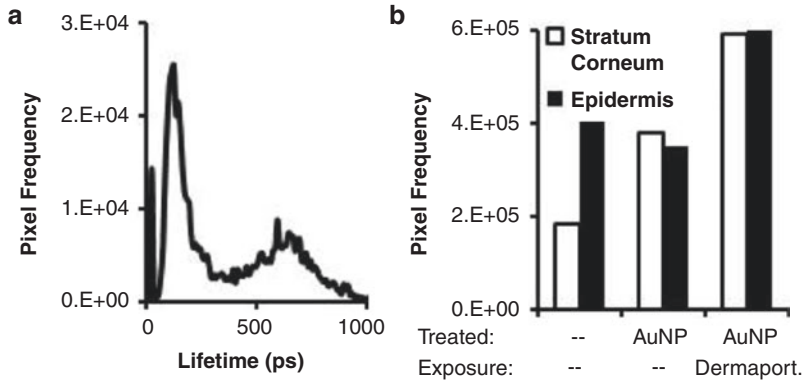 a
3.E+04
2.E+04
1.E+04
0.E+00
Pixel Frequency
0
500
1000
Lifetime (ps)
b
6.E+05
4.E+05
2.E+05
0.E+00
Pixel Frequency
Stratum
Corneum
Epidermis
Treated: -- AuNP AuNP
Exposure: -- -- Dermaport.